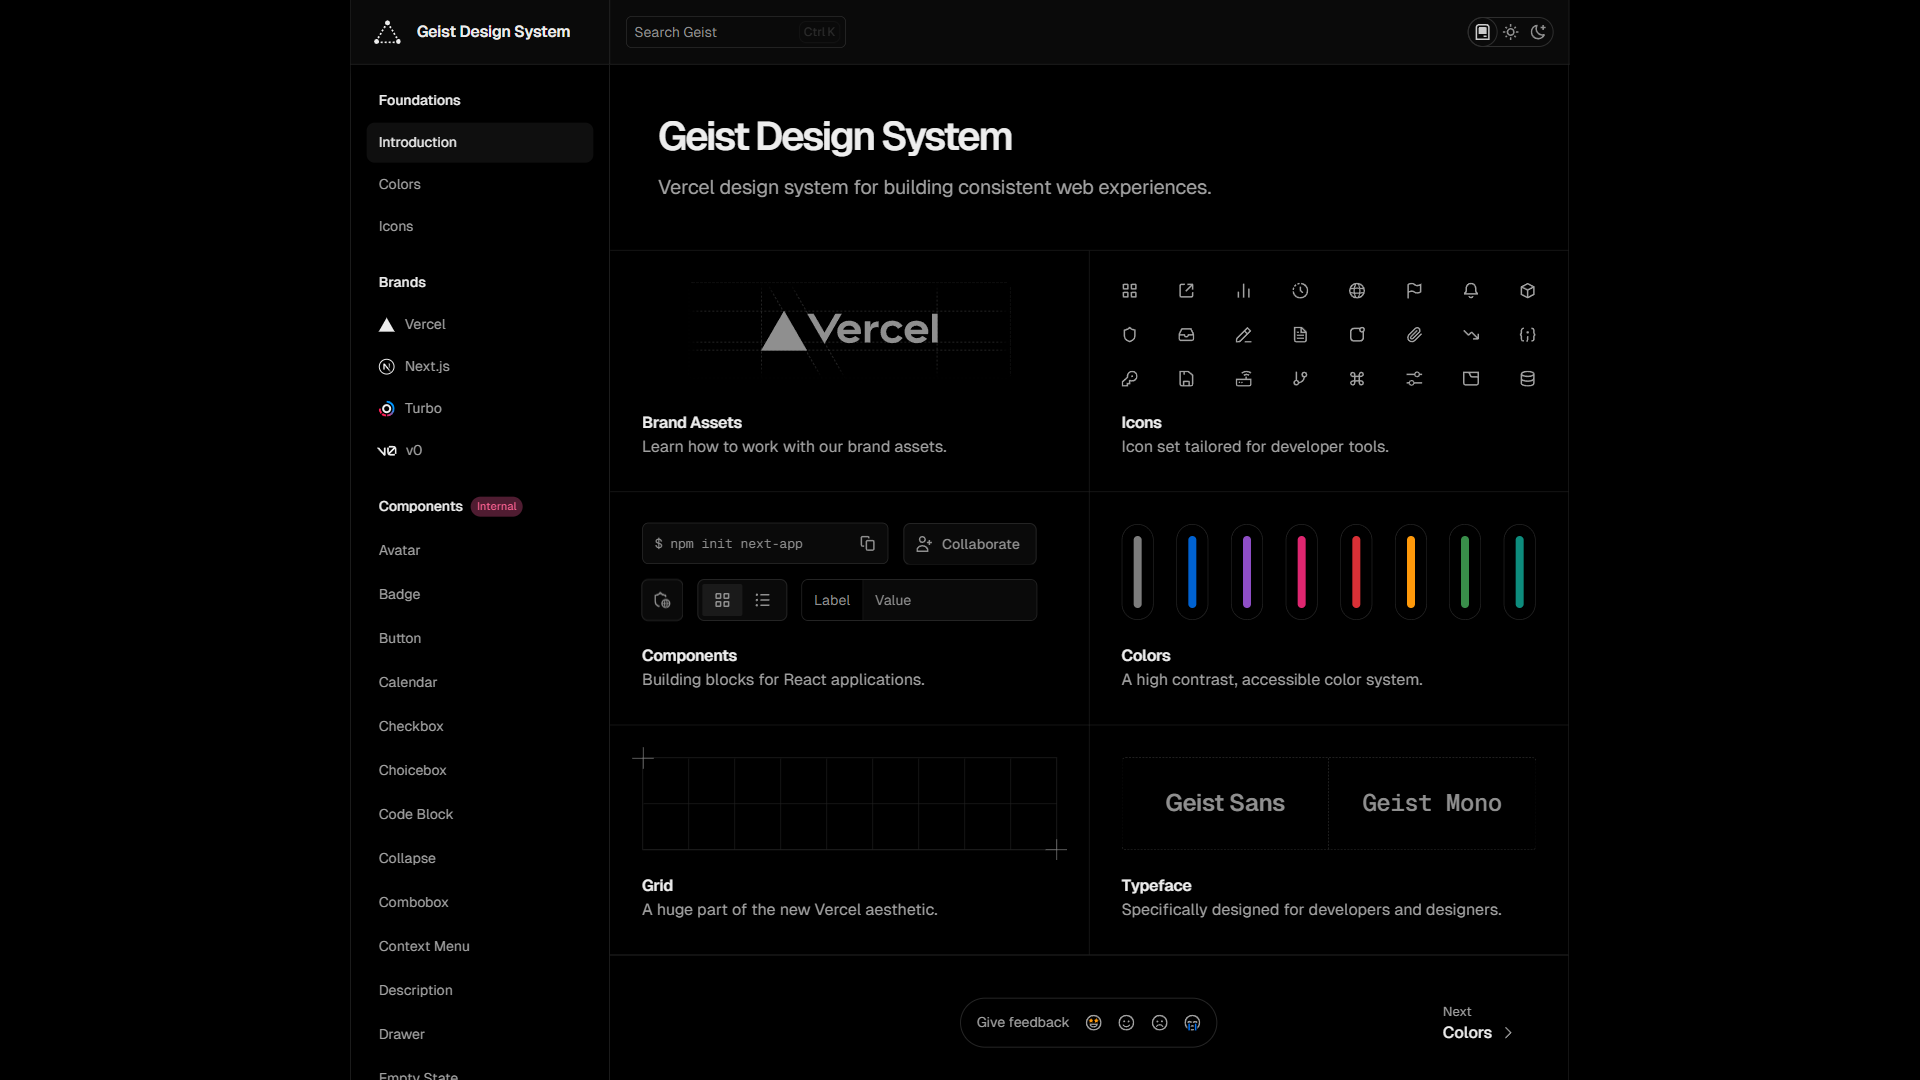 Geist Design System
Search Geist
Ctrl K
Foundations
Introduction
Colors
Icons
Brands
Vercel
Next.js
Turbo
v0
Components Internal
Avatar
Badge
Button
Calendar
Checkbox
Choicebox
Code Block
Collapse
Combobox
Context Menu
Description
Drawer
Empty State
Geist Design System
Vercel design system for building consistent web experiences.
Vercel
Brand Assets
Learn how to work with our brand assets.
Icons
Icon set tailored for developer tools.
$ npm init next-app
Collaborate
Label
Value
Components
Building blocks for React applications.
Colors
A high contrast, accessible color system.
Grid
A huge part of the new Vercel aesthetic.
Geist Sans
Geist Mono
Typeface
Specifically designed for developers and designers.
Give feedback
Next
Colors